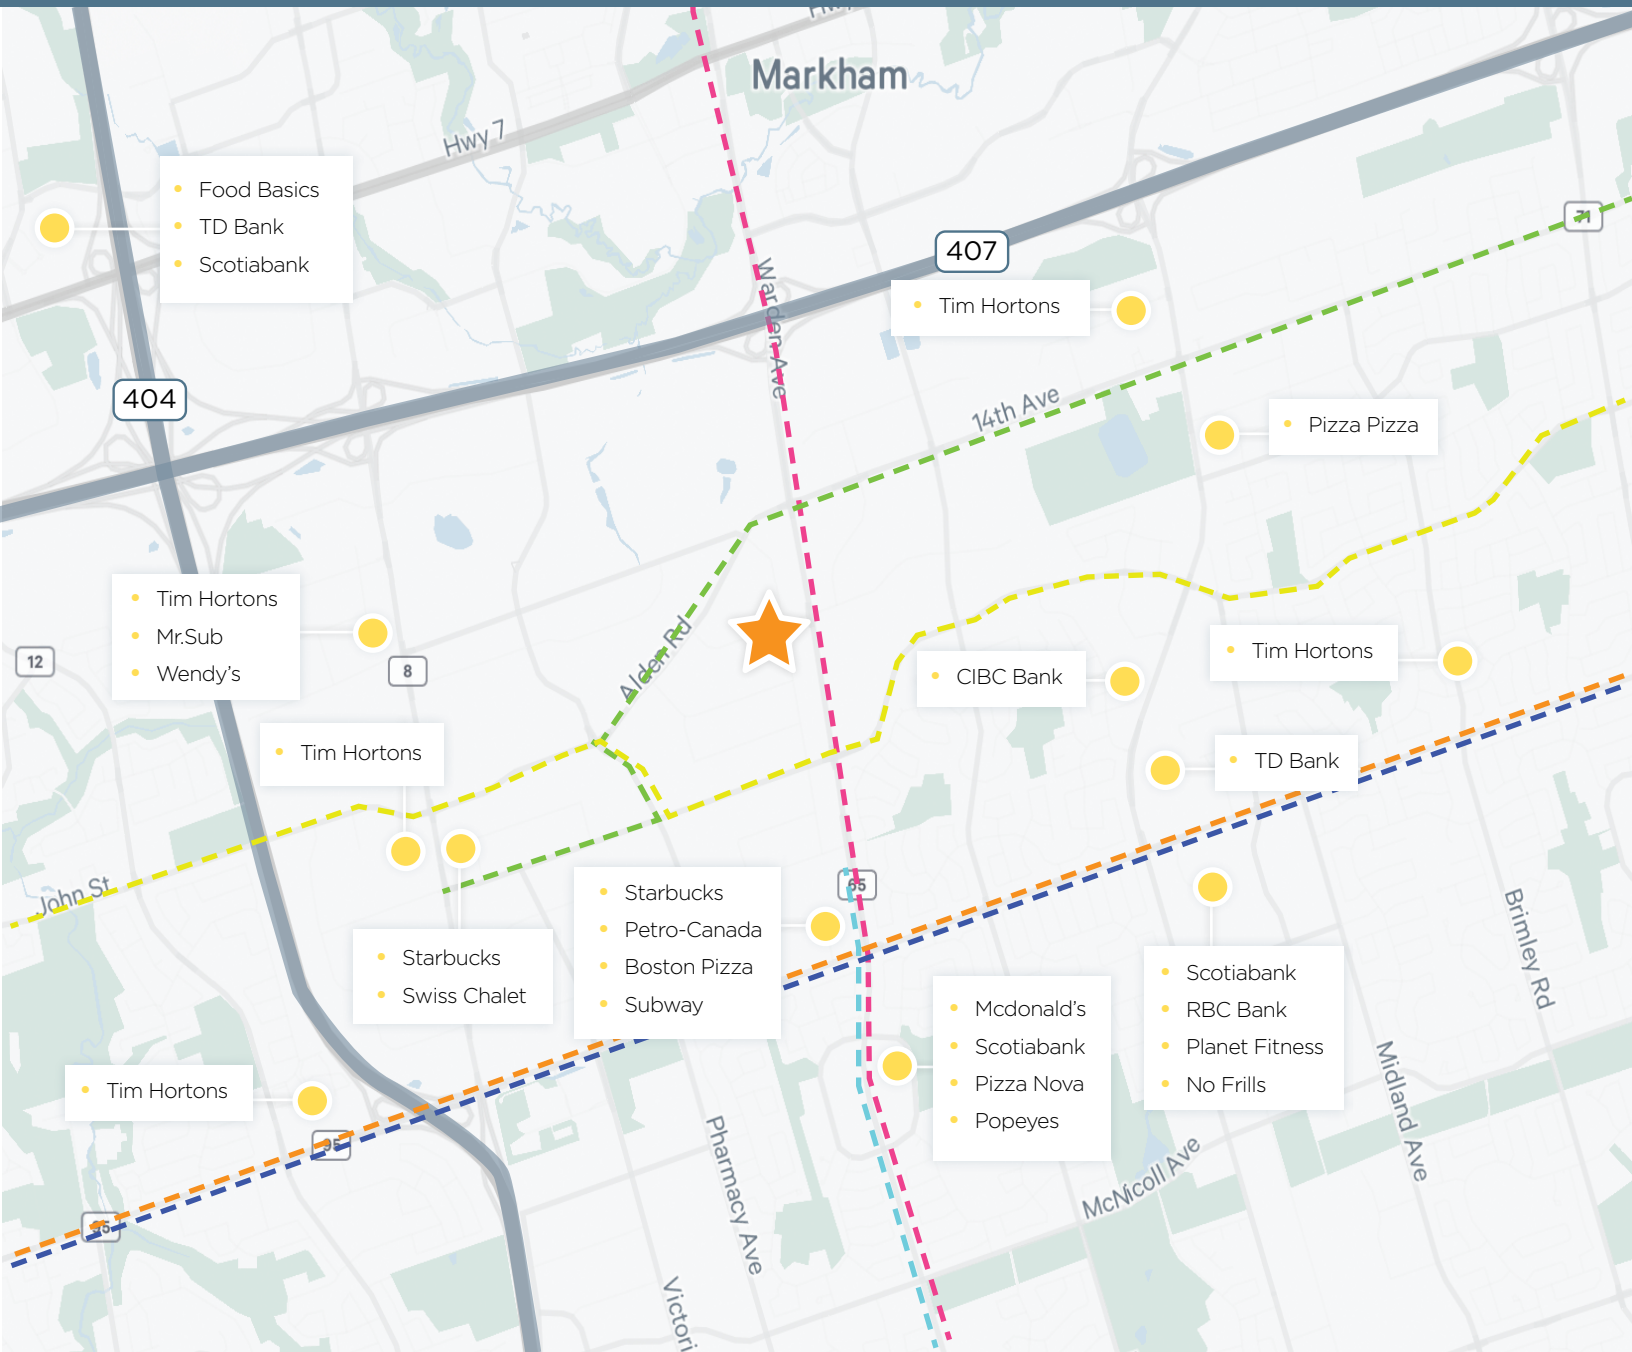 Markham
Hwy 7
Food Basics
TD Bank
Scotiabank
71
407
Warden Ave
Tim Hortons
404
14th Ave
Pizza Pizza
Tim Hortons
Mr.Sub
Wendy's
12
8
Alden Rd
CIBC Bank
Tim Hortons
Tim Hortons
TD Bank
John St
65
Starbucks
Petro-Canada
Boston Pizza
Subway
Starbucks
Swiss Chalet
Brimley Rd
Mcdonald's
Scotiabank
Pizza Nova
Popeyes
Scotiabank
RBC Bank
Planet Fitness
No Frills
Tim Hortons
95
Midland Ave
Pharmacy Ave
McNicoll Ave
Victori